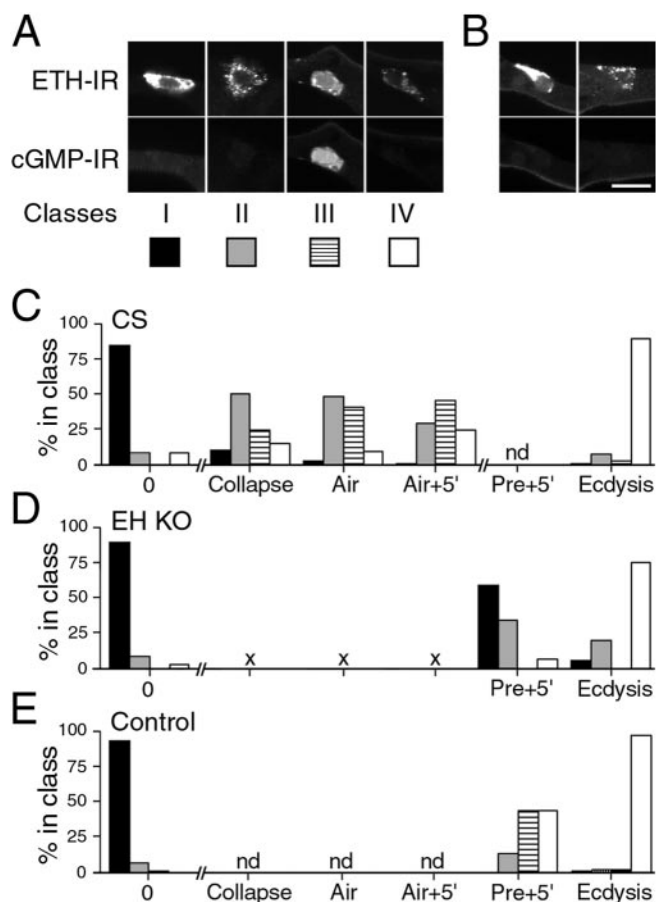 A
B
ETH-IR
cGMP-IR
Classes I II III IV
C
CS
% in class
100
75
50
25
0
0 Collapse Air Air+5' Pre+5' Ecdysis
nd
D
EH KO
% in class
100
75
50
25
0
x x x
0 Pre+5' Ecdysis
E
Control
% in class
100
75
50
25
0
nd nd nd
0 Collapse Air Air+5' Pre+5' Ecdysis